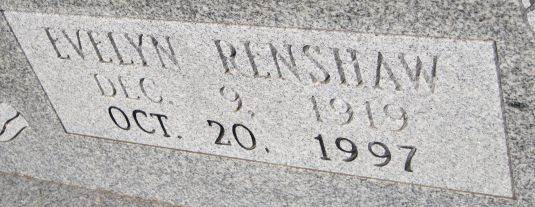 EVELYN RENSHAW
DEC. 9, 1919
OCT. 20, 1997